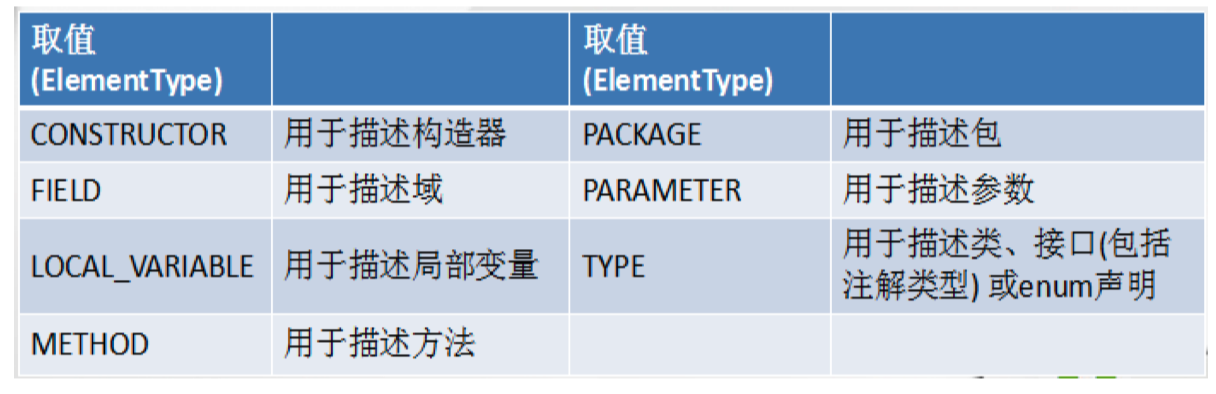 取值
(ElementType)
取值
(ElementType)
CONSTRUCTOR 用于描述构造器 PACKAGE 用于描述包
FIELD 用于描述域 PARAMETER 用于描述参数
LOCAL_VARIABLE 用于描述局部变量 TYPE 用于描述类、接口(包括
注解类型) 或enum声明
METHOD 用于描述方法